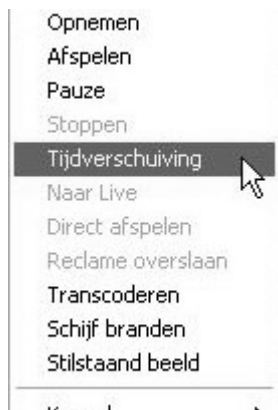 Opnemen
Afspelen
Pauze
Stoppen
Tijdverschuiving
Naar Live
Direct afspelen
Reclame overslaan
Transcoderen
Schijf branden
Stilstaand beeld